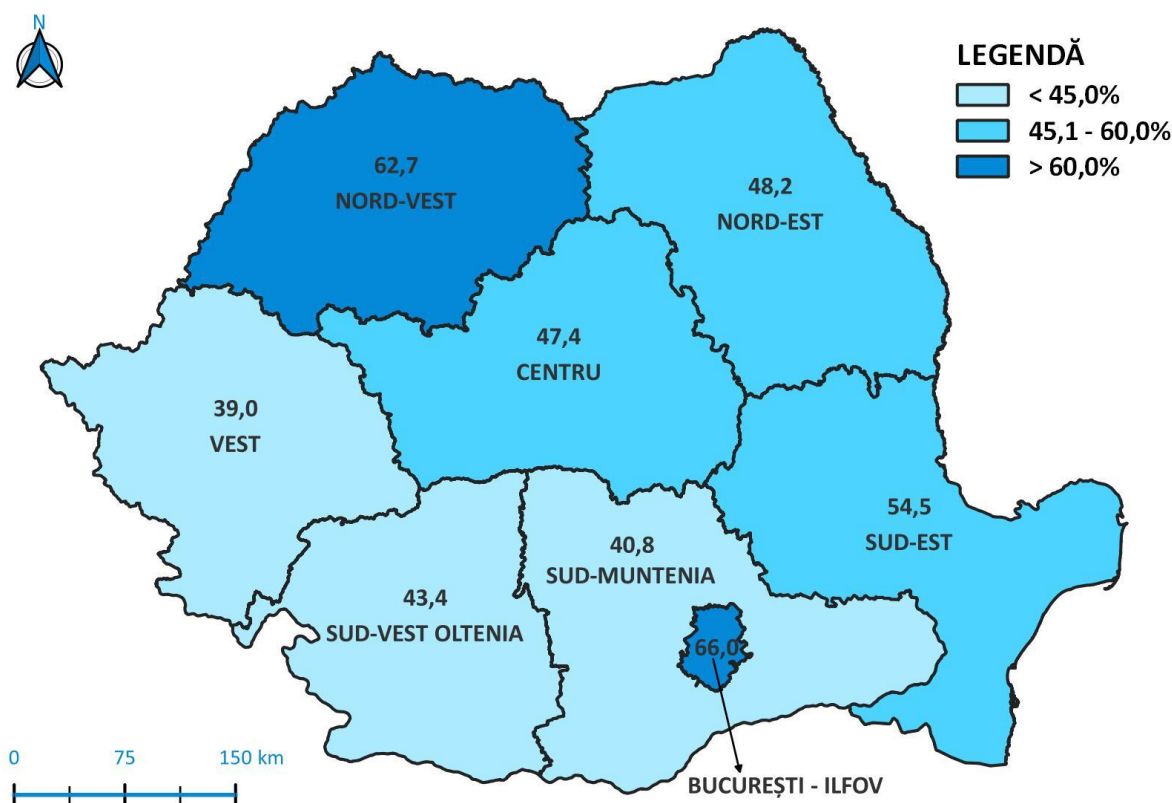 N
LEGENDĂ
< 45,0%
45,1 - 60,0%
> 60,0%
62,7
NORD-VEST
48,2
NORD-EST
47,4
CENTRU
39,0
VEST
54,5
SUD-EST
40,8
SUD-MUNTENIA
43,4
SUD-VEST OLTENIA
66,0
BUCUREȘTI - ILFOV
0 75 150 km